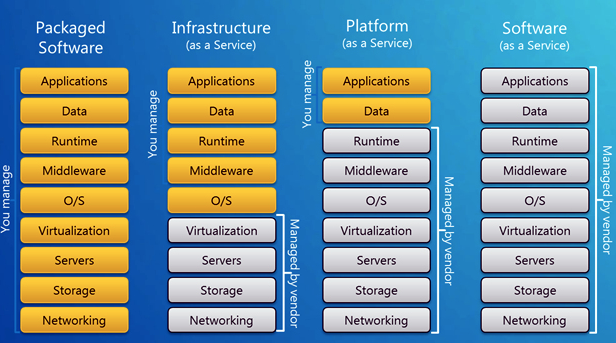 Packaged
Software
You manage
Applications
Data
Runtime
Middleware
O/S
Virtualization
Servers
Storage
Networking
Infrastructure
(as a Service)
You manage
Applications
Data
Runtime
Middleware
O/S
Virtualization
Servers
Storage
Networking
Managed by vendor
Platform
(as a Service)
You manage
Applications
Data
Runtime
Middleware
O/S
Virtualization
Servers
Storage
Networking
Managed by vendor
Software
(as a Service)
Applications
Data
Runtime
Middleware
O/S
Virtualization
Servers
Storage
Networking
Managed by vendor